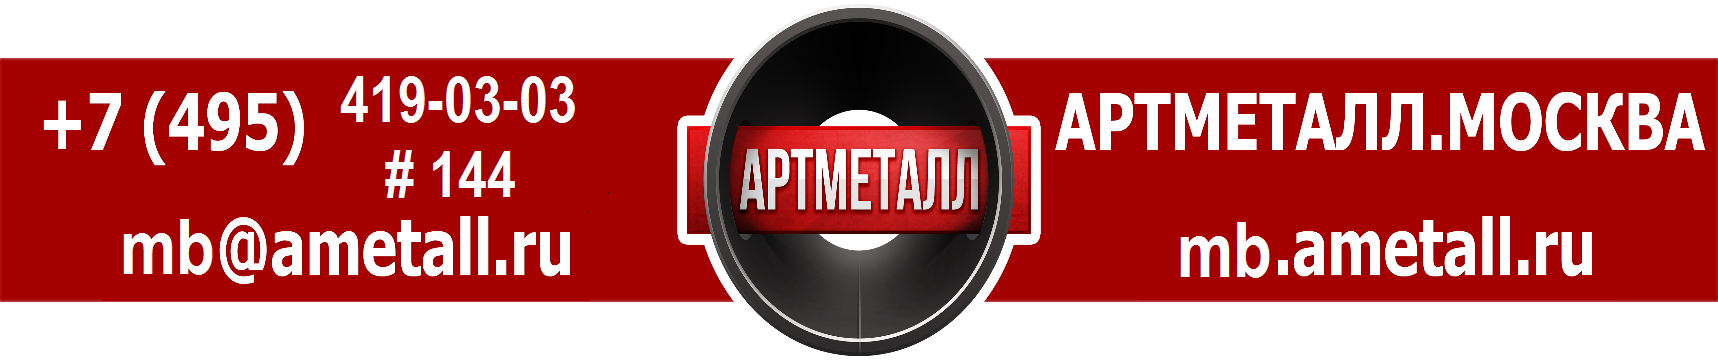 +7 (495) 419-03-03
# 144
mb@ametall.ru
АРТМЕТАЛЛ
АРТМЕТАЛЛ.МОСКВА
mb.ametall.ru